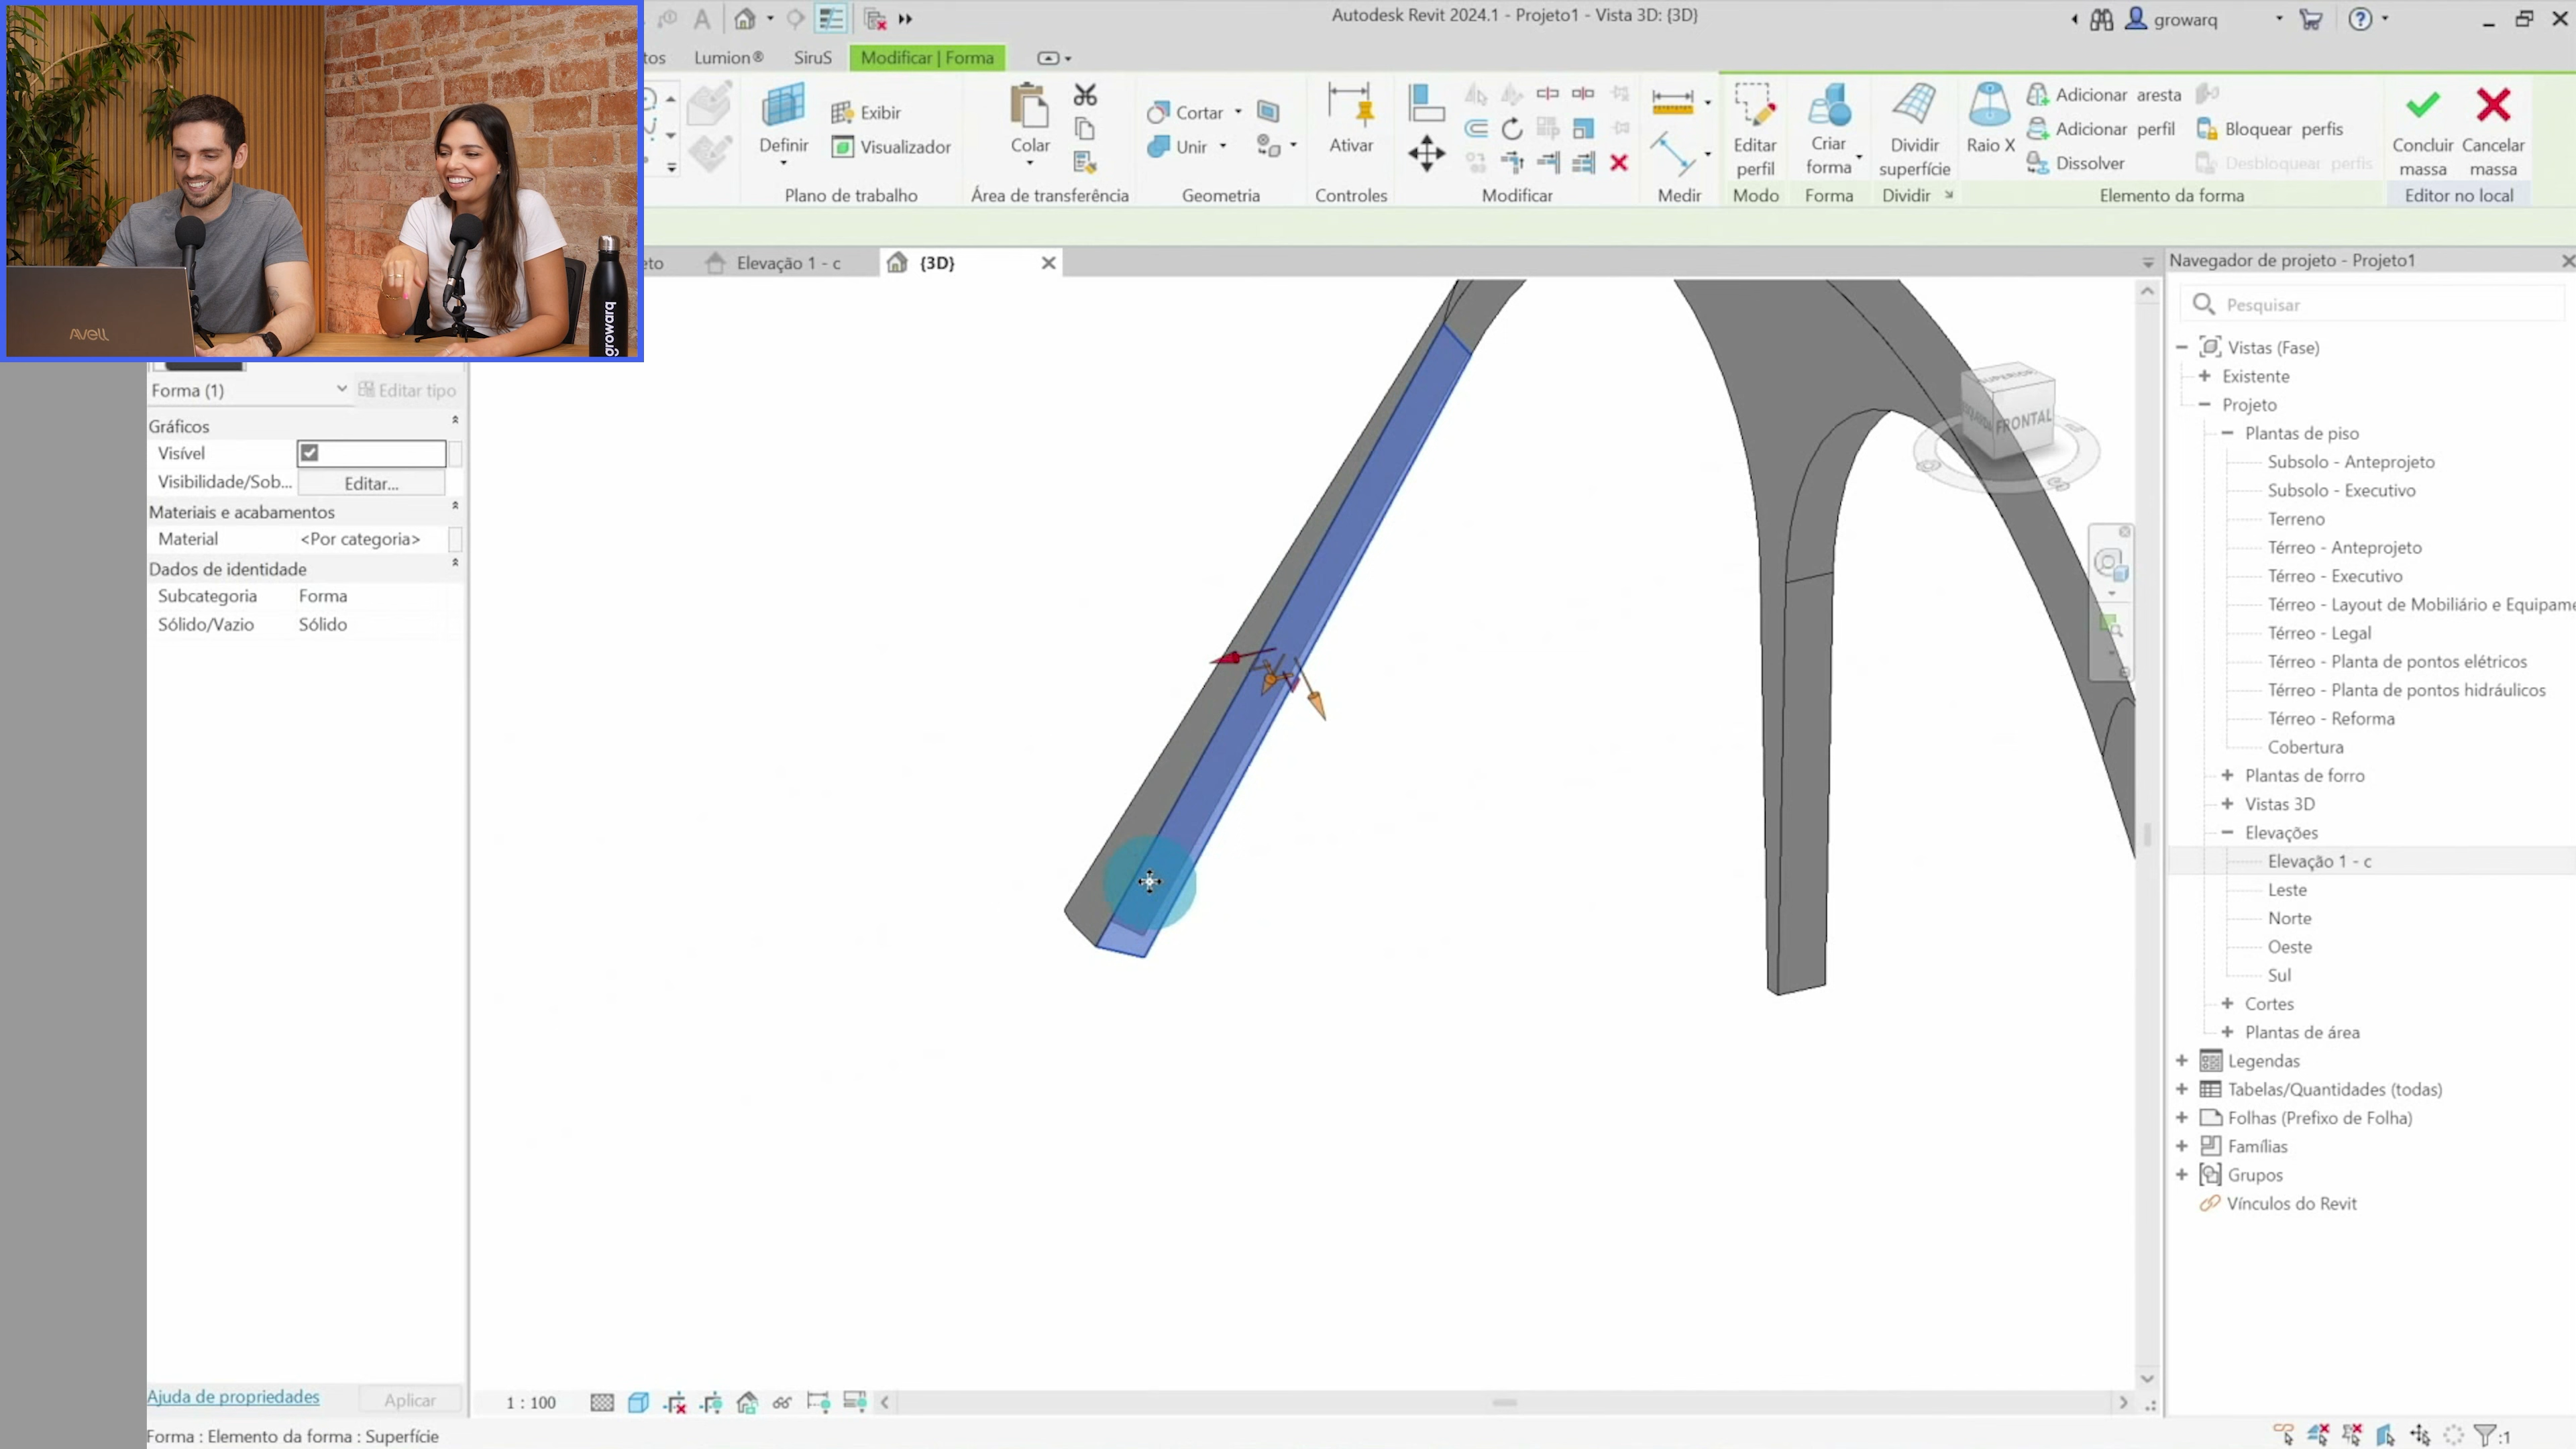 Autodesk Revit 2024.1 - Projeto1 - Vista 3D: {3D}
growarq
tos
Lumion®
SiruS
Modificar | Forma
Definir
Exibir
Visualizador
Colar
Cortar
Unir
Ativar
Editar perfil
Criar forma
Dividir superfície
Raio X
Adicionar aresta
Adicionar perfil
Dissolver
Bloquear perfis
Desbloquear perfis
Concluir massa
Cancelar massa
Plano de trabalho
Área de transferência
Geometria
Controles
Modificar
Medir
Modo
Forma
Dividir
Elemento da forma
Editor no local
eto
Elevação 1 - c
{3D}
Avell
growarq
Forma (1)
Editar tipo
Gráficos
Visível
Visibilidade/Sob...
Editar...
Materiais e acabamentos
Material
<Por categoria>
Dados de identidade
Subcategoria
Forma
Sólido/Vazio
Sólido
Ajuda de propriedades
Aplicar
SUPERIOR
FRONTAL
1 : 100
Navegador de projeto - Projeto1
Pesquisar
Vistas (Fase)
Existente
Projeto
Plantas de piso
Subsolo - Anteprojeto
Subsolo - Executivo
Terreno
Térreo - Anteprojeto
Térreo - Executivo
Térreo - Layout de Mobiliário e Equipame
Térreo - Legal
Térreo - Planta de pontos elétricos
Térreo - Planta de pontos hidráulicos
Térreo - Reforma
Cobertura
Plantas de forro
Vistas 3D
Elevações
Elevação 1 - c
Leste
Norte
Oeste
Sul
Cortes
Plantas de área
Legendas
Tabelas/Quantidades (todas)
Folhas (Prefixo de Folha)
Famílias
Grupos
Vínculos do Revit
Forma : Elemento da forma : Superfície
:1